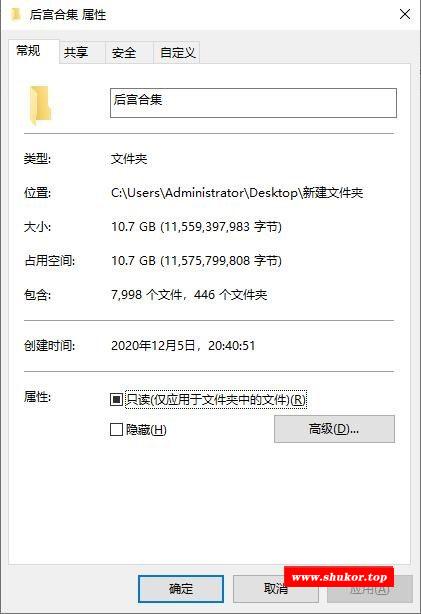 后宫合集 属性
常规 共享 安全 自定义
后宫合集
类型: 文件夹
位置: C:\Users\Administrator\Desktop\新建文件夹
大小: 10.7 GB (11,559,397,983 字节)
占用空间: 10.7 GB (11,575,799,808 字节)
包含: 7,998 个文件，446 个文件夹
创建时间: 2020年12月5日，20:40:51
属性: 只读(仅应用于文件夹中的文件)(R)
隐藏(H) 高级(D)...
www.shukor.top
确定 取消 应用(A)